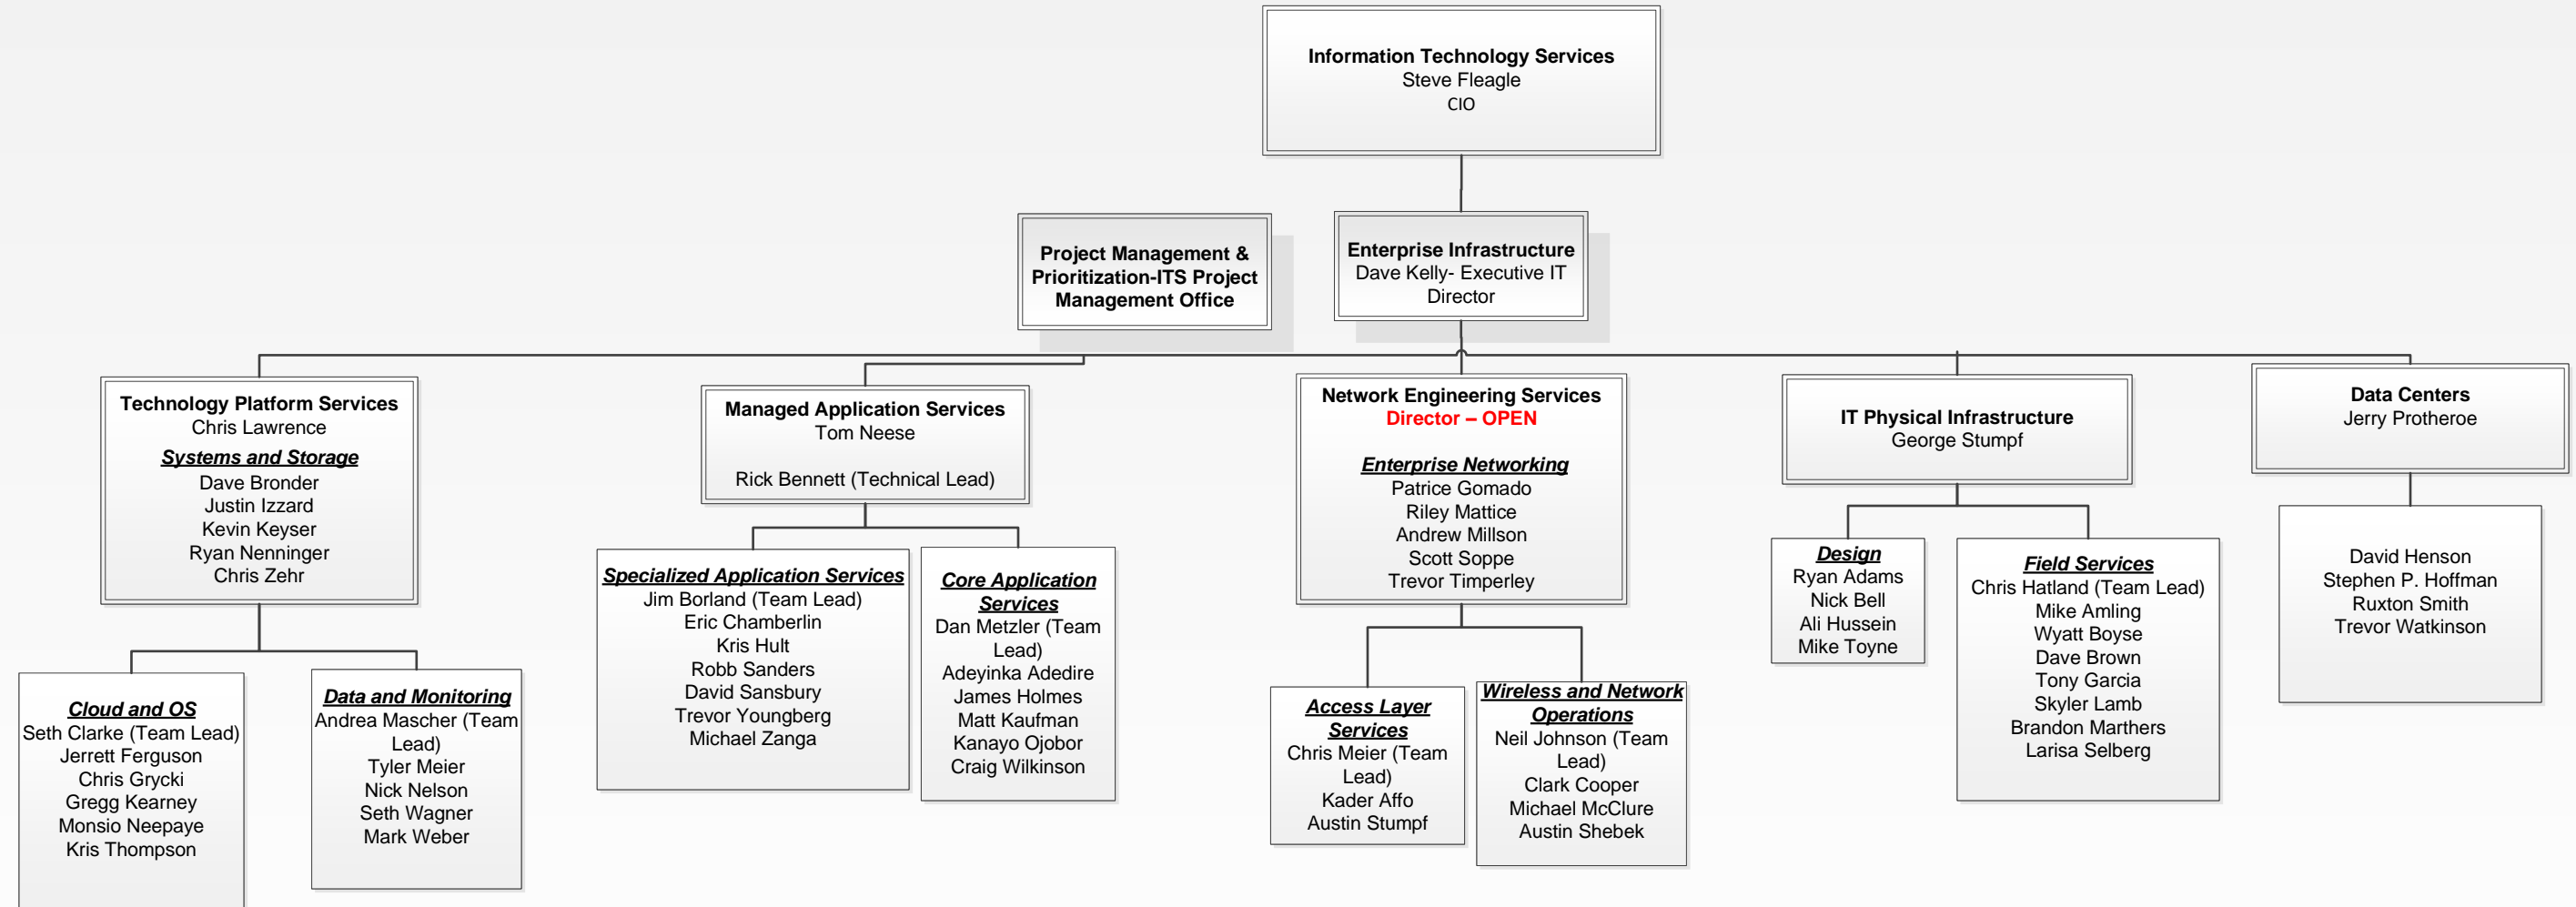 Information Technology Services
Steve Fleagle
CIO
Project Management &
Prioritization-ITS Project
Management Office
Enterprise Infrastructure
Dave Kelly- Executive IT
Director
Technology Platform Services
Chris Lawrence
Systems and Storage
Dave Bronder
Justin Izzard
Kevin Keyser
Ryan Nenninger
Chris Zehr
Cloud and OS
Seth Clarke (Team Lead)
Jerrett Ferguson
Chris Grycki
Gregg Kearney
Monsio Neepaye
Kris Thompson
Data and Monitoring
Andrea Mascher (Team
Lead)
Tyler Meier
Nick Nelson
Seth Wagner
Mark Weber
Managed Application Services
Tom Neese
Rick Bennett (Technical Lead)
Specialized Application Services
Jim Borland (Team Lead)
Eric Chamberlin
Kris Hult
Robb Sanders
David Sansbury
Trevor Youngberg
Michael Zanga
Core Application
Services
Dan Metzler (Team
Lead)
Adeyinka Adedire
James Holmes
Matt Kaufman
Kanayo Ojobor
Craig Wilkinson
Network Engineering Services
Director – OPEN
Enterprise Networking
Patrice Gomado
Riley Mattice
Andrew Millson
Scott Soppe
Trevor Timperley
Access Layer
Services
Chris Meier (Team
Lead)
Kader Affo
Austin Stumpf
Wireless and Network
Operations
Neil Johnson (Team
Lead)
Clark Cooper
Michael McClure
Austin Shebek
IT Physical Infrastructure
George Stumpf
Design
Ryan Adams
Nick Bell
Ali Hussein
Mike Toyne
Field Services
Chris Hatland (Team Lead)
Mike Amling
Wyatt Boyse
Dave Brown
Tony Garcia
Skyler Lamb
Brandon Marthers
Larisa Selberg
Data Centers
Jerry Protheroe
David Henson
Stephen P. Hoffman
Ruxton Smith
Trevor Watkinson